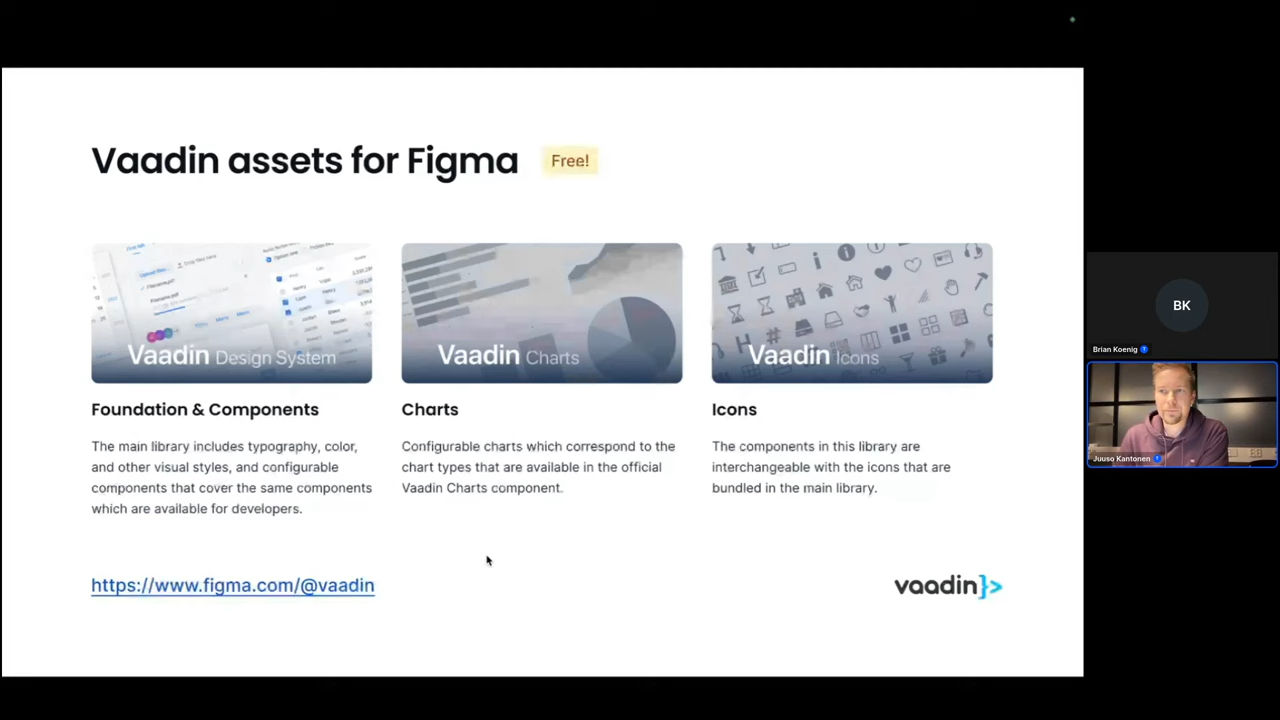 Vaadin assets for Figma
Free!
Vaadin Design System
Vaadin Charts
Vaadin Icons
Foundation & Components
The main library includes typography, color,
and other visual styles, and configurable
components that cover the same components
which are available for developers.
Charts
Configurable charts which correspond to the
chart types that are available in the official
Vaadin Charts component.
Icons
The components in this library are
interchangeable with the icons that are
bundled in the main library.
https://www.figma.com/@vaadin
vaadin}>
BK
Brian Koenig
Juuso Kantonen